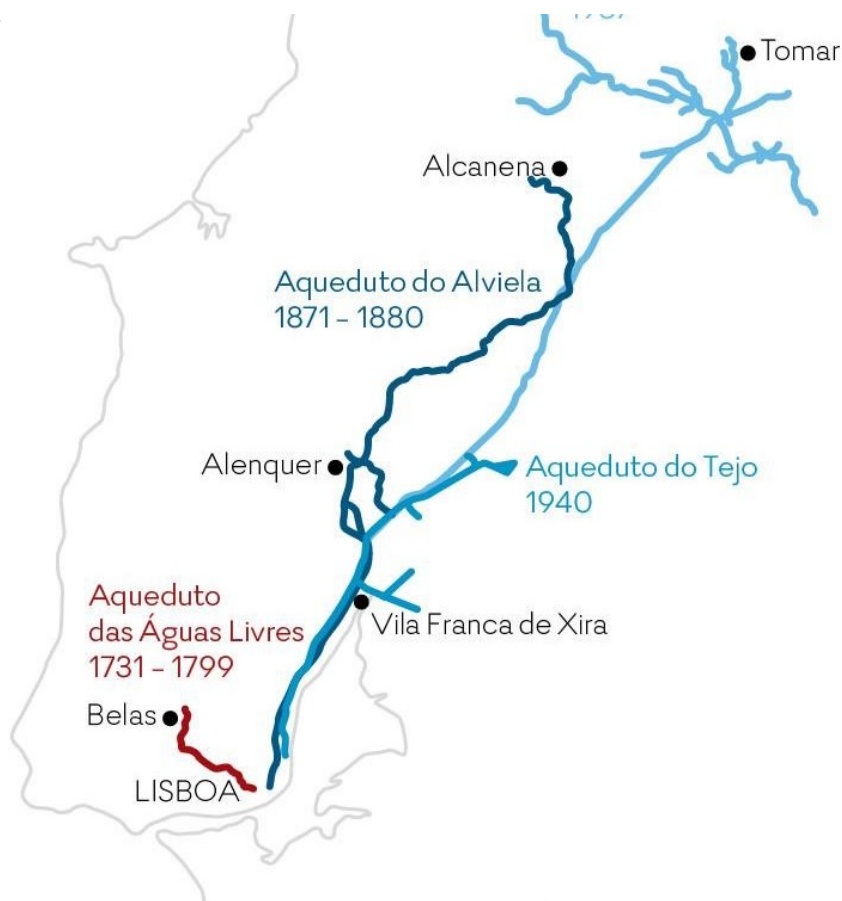 Tomar
Alcanena
Aqueduto do Alviela
1871 – 1880
Alenquer
Aqueduto do Tejo
1940
Aqueduto
das Águas Livres
1731 – 1799
Vila Franca de Xira
Belas
LISBOA